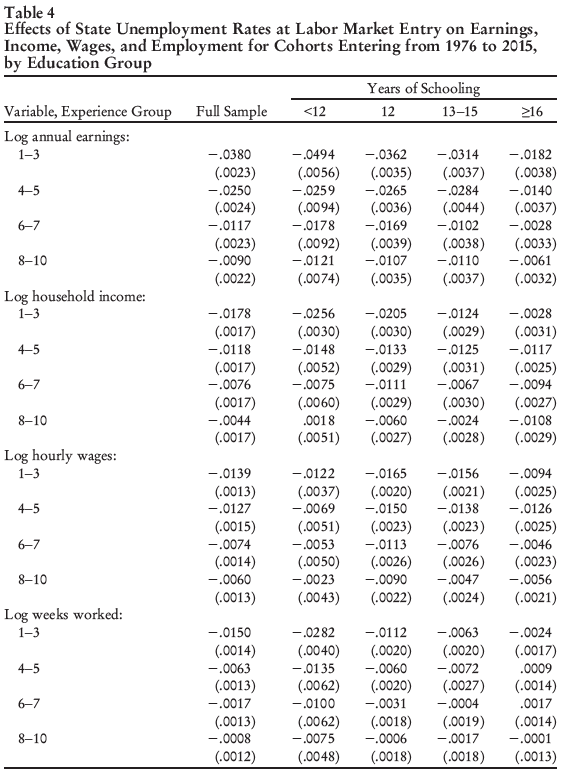 Table 4
Effects of State Unemployment Rates at Labor Market Entry on Earnings,
Income, Wages, and Employment for Cohorts Entering from 1976 to 2015,
by Education Group
Years of Schooling
Variable, Experience Group Full Sample <12 12 13–15 ≥16
Log annual earnings:
1–3 −.0380 −.0494 −.0362 −.0314 −.0182
(.0023) (.0056) (.0035) (.0037) (.0038)
4–5 −.0250 −.0259 −.0265 −.0284 −.0140
(.0024) (.0094) (.0036) (.0044) (.0037)
6–7 −.0117 −.0178 −.0169 −.0102 −.0028
(.0023) (.0092) (.0039) (.0038) (.0033)
8–10 −.0090 −.0121 −.0107 −.0110 −.0061
(.0022) (.0074) (.0035) (.0037) (.0032)
Log household income:
1–3 −.0178 −.0256 −.0205 −.0124 −.0028
(.0017) (.0030) (.0030) (.0029) (.0031)
4–5 −.0118 −.0148 −.0133 −.0125 −.0117
(.0017) (.0052) (.0029) (.0031) (.0025)
6–7 −.0076 −.0075 −.0111 −.0067 −.0094
(.0017) (.0060) (.0029) (.0030) (.0027)
8–10 −.0044 .0018 −.0060 −.0024 −.0108
(.0017) (.0051) (.0027) (.0028) (.0029)
Log hourly wages:
1–3 −.0139 −.0122 −.0165 −.0156 −.0094
(.0013) (.0037) (.0020) (.0021) (.0025)
4–5 −.0127 −.0069 −.0150 −.0138 −.0126
(.0015) (.0051) (.0023) (.0023) (.0025)
6–7 −.0074 −.0053 −.0113 −.0076 −.0046
(.0014) (.0050) (.0026) (.0026) (.0023)
8–10 −.0060 −.0023 −.0090 −.0047 −.0056
(.0013) (.0043) (.0022) (.0024) (.0021)
Log weeks worked:
1–3 −.0150 −.0282 −.0112 −.0063 −.0024
(.0014) (.0040) (.0020) (.0020) (.0017)
4–5 −.0063 −.0135 −.0060 −.0072 .0009
(.0013) (.0062) (.0020) (.0027) (.0014)
6–7 −.0017 −.0100 −.0031 −.0004 .0017
(.0013) (.0062) (.0018) (.0019) (.0014)
8–10 −.0008 −.0075 −.0006 −.0017 −.0001
(.0012) (.0048) (.0018) (.0018) (.0013)